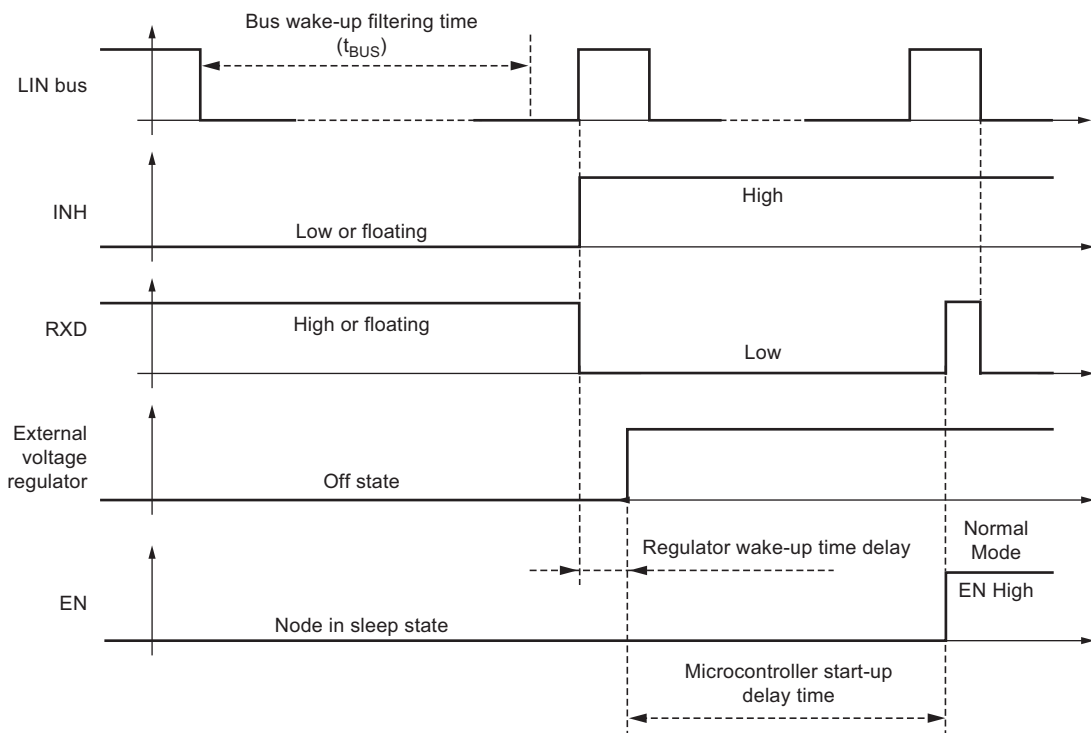 Bus wake-up filtering time
(tBUS)
LIN bus
INH
High
Low or floating
RXD
High or floating
Low
External
voltage
regulator
Off state
Regulator wake-up time delay
Normal
Mode
EN
EN High
Node in sleep state
Microcontroller start-up
delay time